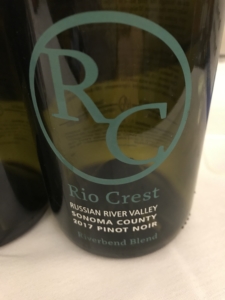 RC
Rio Crest
RUSSIAN RIVER VALLEY
SONOMA COUNTY
2017 PINOT NOIR
Riverbend Blend